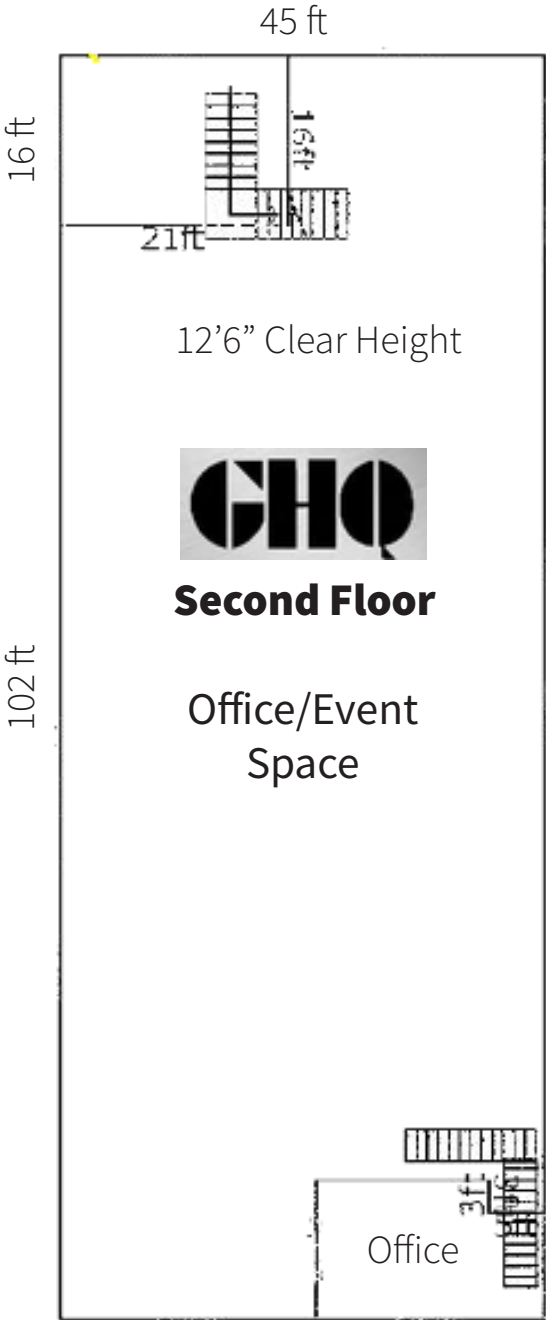 45 ft
16 ft
16ft
21ft
12’6” Clear Height
GHQ
Second Floor
Office/Event
Space
102 ft
3ft
Office